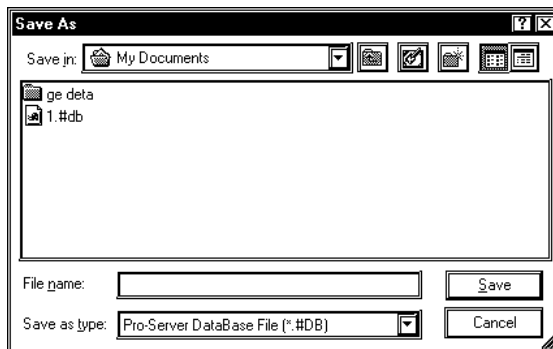 Save As
Save in: My Documents
ge deta
1.#db
File name: Save
Save as type: Pro-Server DataBase File (*.#DB) Cancel